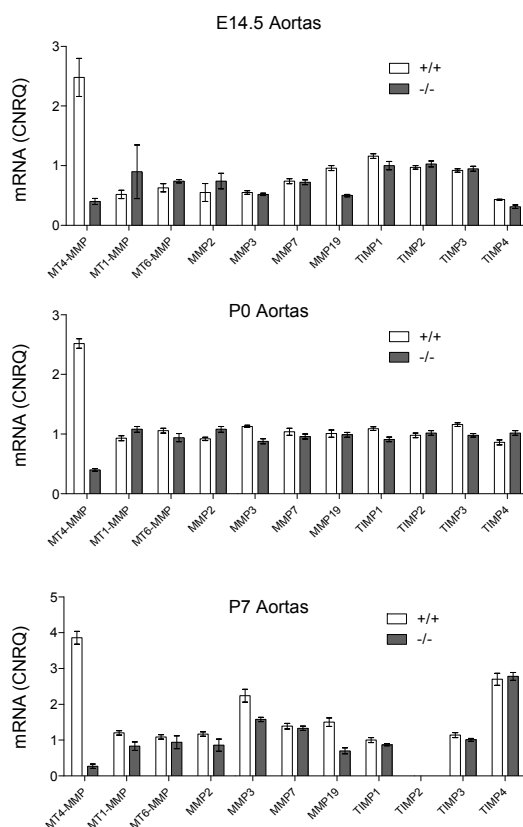 E14.5 Aortas
3
2
1
0
mRNA (CNRQ)
+/+
-/-
MT4-MMP
MT1-MMP
MT6-MMP
MMP2
MMP3
MMP7
MMP19
TIMP1
TIMP2
TIMP3
TIMP4
P0 Aortas
3
2
1
0
mRNA (CNRQ)
+/+
-/-
MT4-MMP
MT1-MMP
MT6-MMP
MMP2
MMP3
MMP7
MMP19
TIMP1
TIMP2
TIMP3
TIMP4
P7 Aortas
5
4
3
2
1
0
mRNA (CNRQ)
+/+
-/-
MT4-MMP
MT1-MMP
MT6-MMP
MMP2
MMP3
MMP7
MMP19
TIMP1
TIMP2
TIMP3
TIMP4